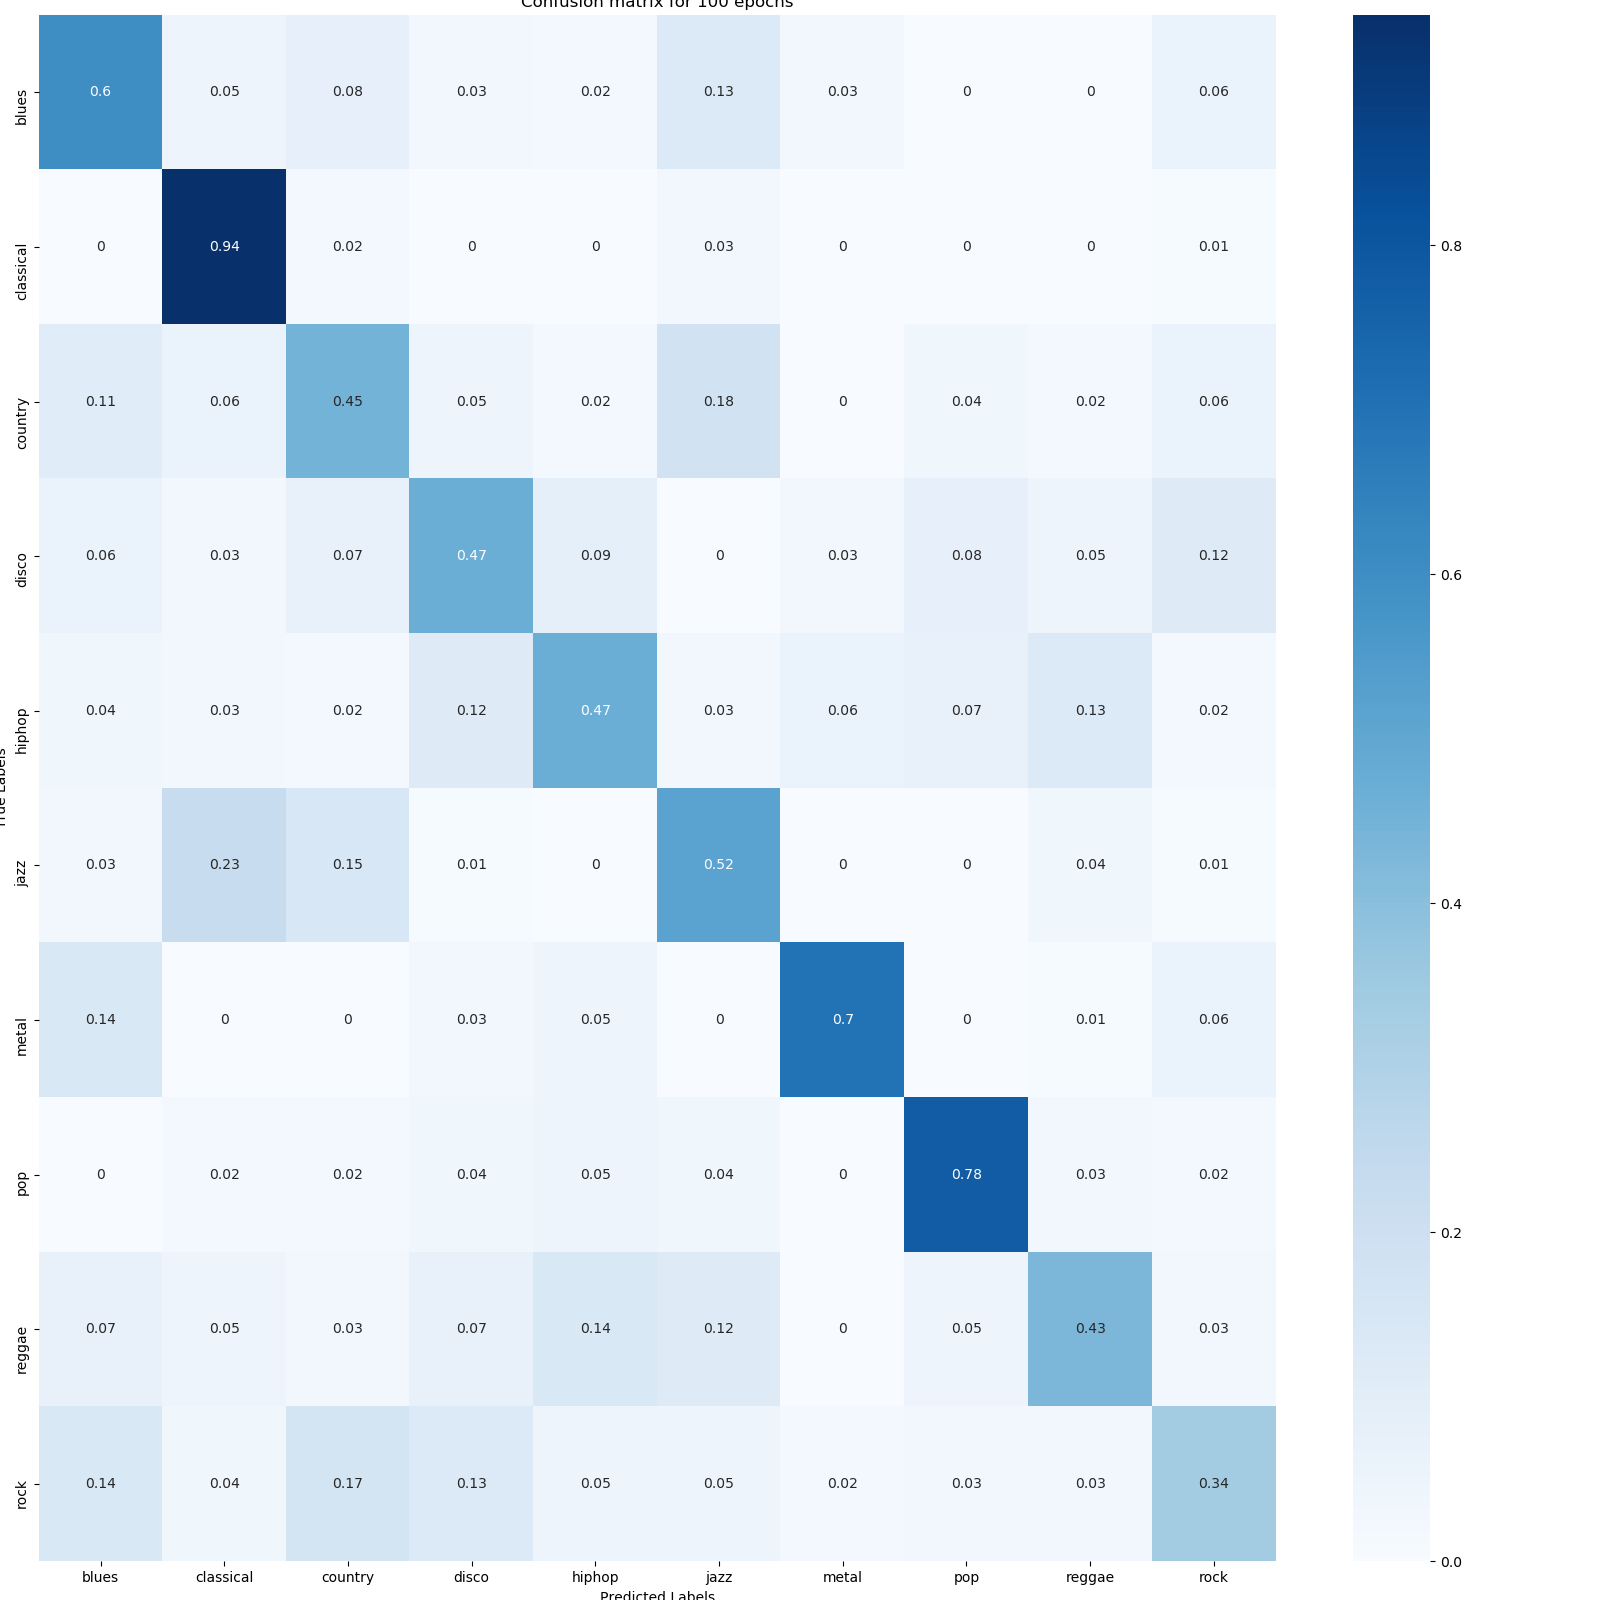 Confusion matrix for 100 epochs
blues 0.6 0.05 0.08 0.03 0.02 0.13 0.03 0 0 0.06
classical 0 0.94 0.02 0 0 0.03 0 0 0 0.01
country 0.11 0.06 0.45 0.05 0.02 0.18 0 0.04 0.02 0.06
disco 0.06 0.03 0.07 0.47 0.09 0 0.03 0.08 0.05 0.12
hiphop 0.04 0.03 0.02 0.12 0.47 0.03 0.06 0.07 0.13 0.02
jazz 0.03 0.23 0.15 0.01 0 0.52 0 0 0.04 0.01
metal 0.14 0 0 0.03 0.05 0 0.7 0 0.01 0.06
pop 0 0.02 0.02 0.04 0.05 0.04 0 0.78 0.03 0.02
reggae 0.07 0.05 0.03 0.07 0.14 0.12 0 0.05 0.43 0.03
rock 0.14 0.04 0.17 0.13 0.05 0.05 0.02 0.03 0.03 0.34
blues classical country disco hiphop jazz metal pop reggae rock
Predicted Labels
True Labels
0.8
0.6
0.4
0.2
0.0